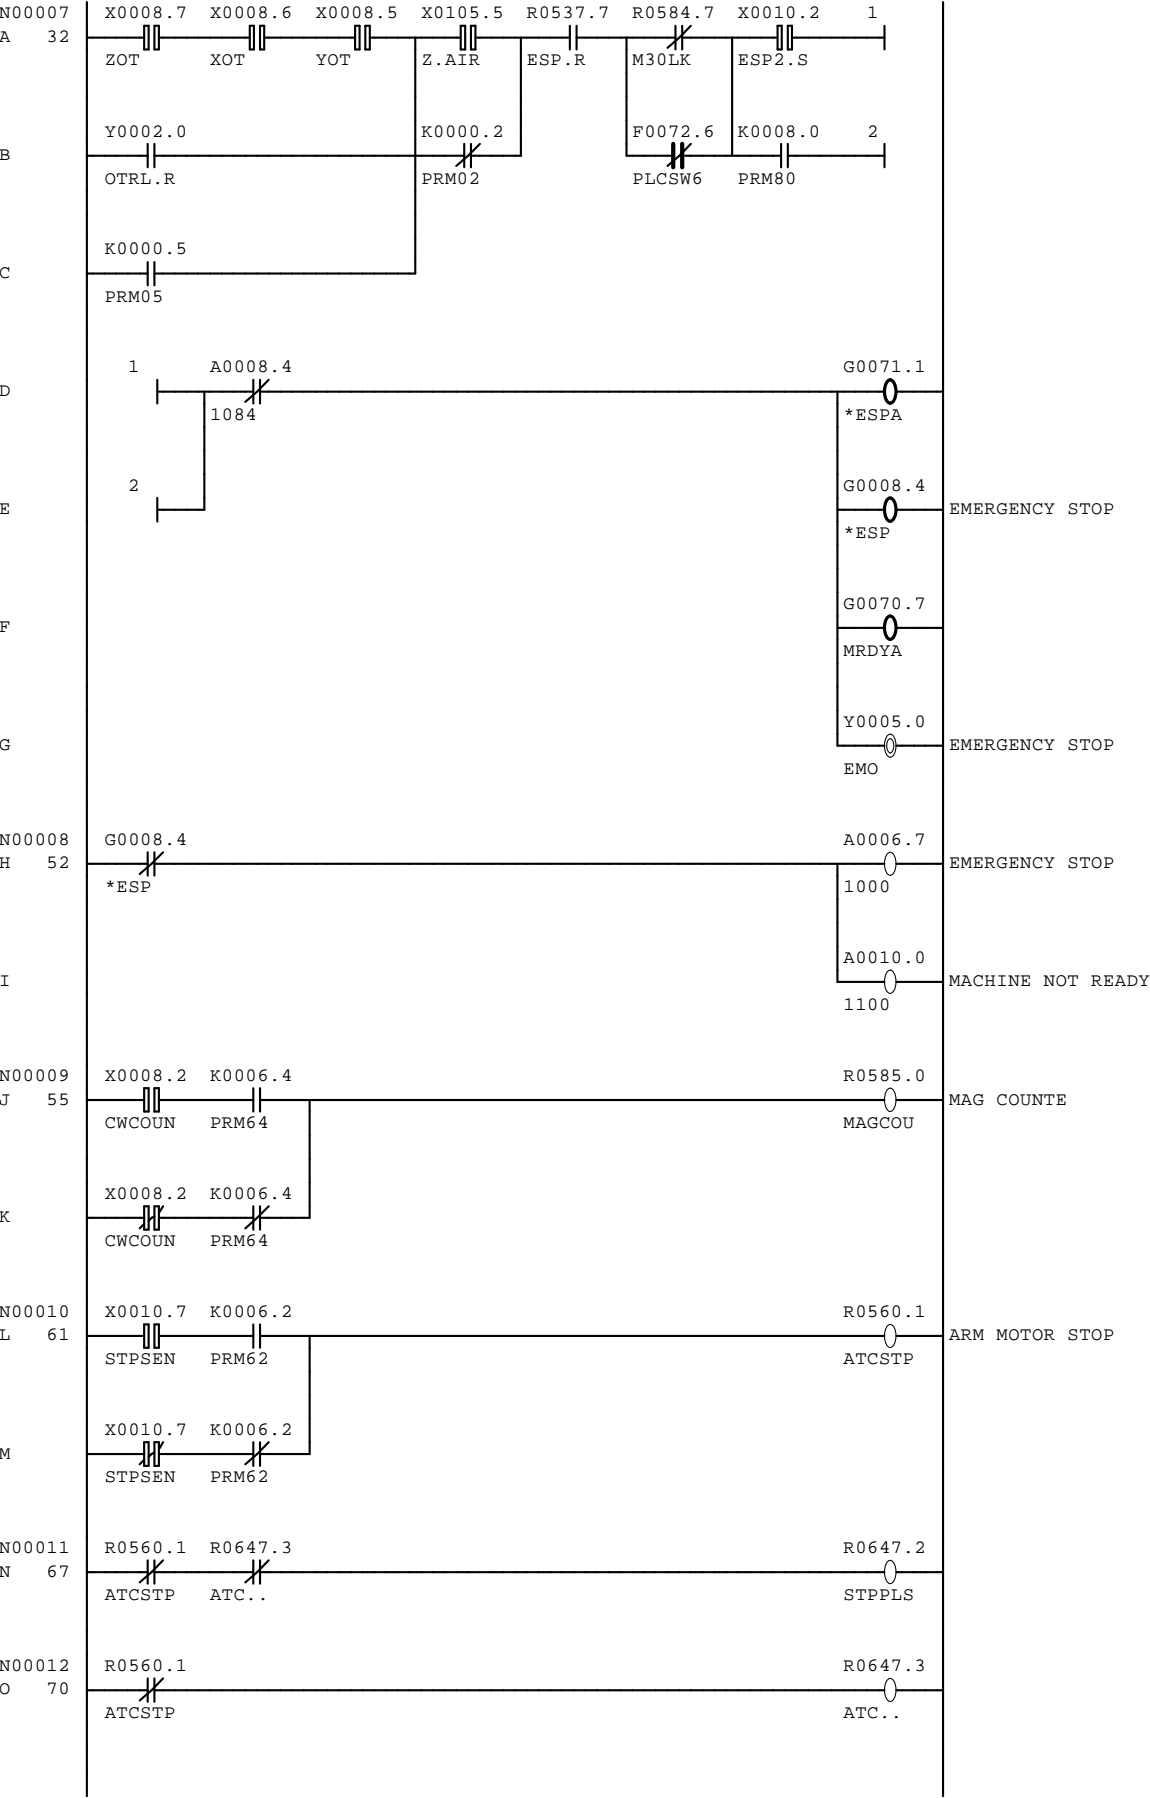 N00007 X0008.7 X0008.6 X0008.5 X0105.5 R0537.7 R0584.7 X0010.2 1
A 32
ZOT XOT YOT Z.AIR ESP.R M30LK ESP2.S
Y0002.0 K0000.2 F0072.6 K0008.0 2
B
OTRL.R PRM02 PLCSW6 PRM80
K0000.5
C
PRM05
1 A0008.4 G0071.1
D
1084 *ESPA
2 G0008.4
E EMERGENCY STOP
*ESP
G0070.7
F
MRDYA
Y0005.0
G EMERGENCY STOP
EMO
N00008 G0008.4 A0006.7
H 52 EMERGENCY STOP
*ESP 1000
A0010.0
I MACHINE NOT READY
1100
N00009 X0008.2 K0006.4 R0585.0
J 55 MAG COUNTE
CWCOUN PRM64 MAGCOU
X0008.2 K0006.4
K
CWCOUN PRM64
N00010 X0010.7 K0006.2 R0560.1
L 61 ARM MOTOR STOP
STPSEN PRM62 ATCSTP
X0010.7 K0006.2
M
STPSEN PRM62
N00011 R0560.1 R0647.3 R0647.2
N 67
ATCSTP ATC.. STPPLS
N00012 R0560.1 R0647.3
O 70
ATCSTP ATC..